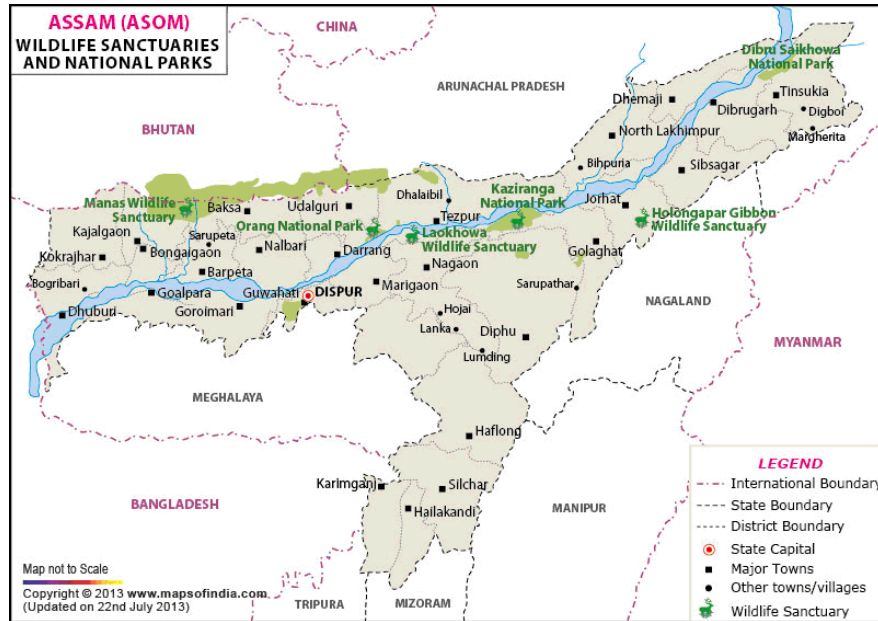 ASSAM (ASOM)
WILDLIFE SANCTUARIES
AND NATIONAL PARKS
CHINA
Dibru Saikhowa
National Park
ARUNACHAL PRADESH
Dhemaji
Tinsukia
Dibrugarh
Digboi
BHUTAN
North Lakhimpur
Margherita
Bihpuria
Sibsagar
Dhalaibil
Kaziranga
National Park
Manas Wildlife
Sanctuary
Baksa
Udalguri
Jorhat
Orang National Park
Tezpur
Holongapar Gibbon
Wildlife Sanctuary
Kajalgaon
Sarupeta
Laokhowa
Wildlife Sanctuary
Bongaigaon
Nalbari
Darrang
Golaghat
Kokrajhar
Barpeta
Nagaon
Bogribari
Goalpara
Guwahati
DISPUR
Marigaon
Sarupathar
Dhuburi
Goroimari
Hojai
NAGALAND
Lanka
Diphu
MYANMAR
Lumding
MEGHALAYA
Haflong
Karimganj
Silchar
BANGLADESH
Hailakandi
MANIPUR
LEGEND
International Boundary
State Boundary
District Boundary
State Capital
Major Towns
Other towns/villages
Wildlife Sanctuary
Map not to Scale
Copyright © 2013 www.mapsofindia.com
(Updated on 22nd July 2013)
TRIPURA
MIZORAM